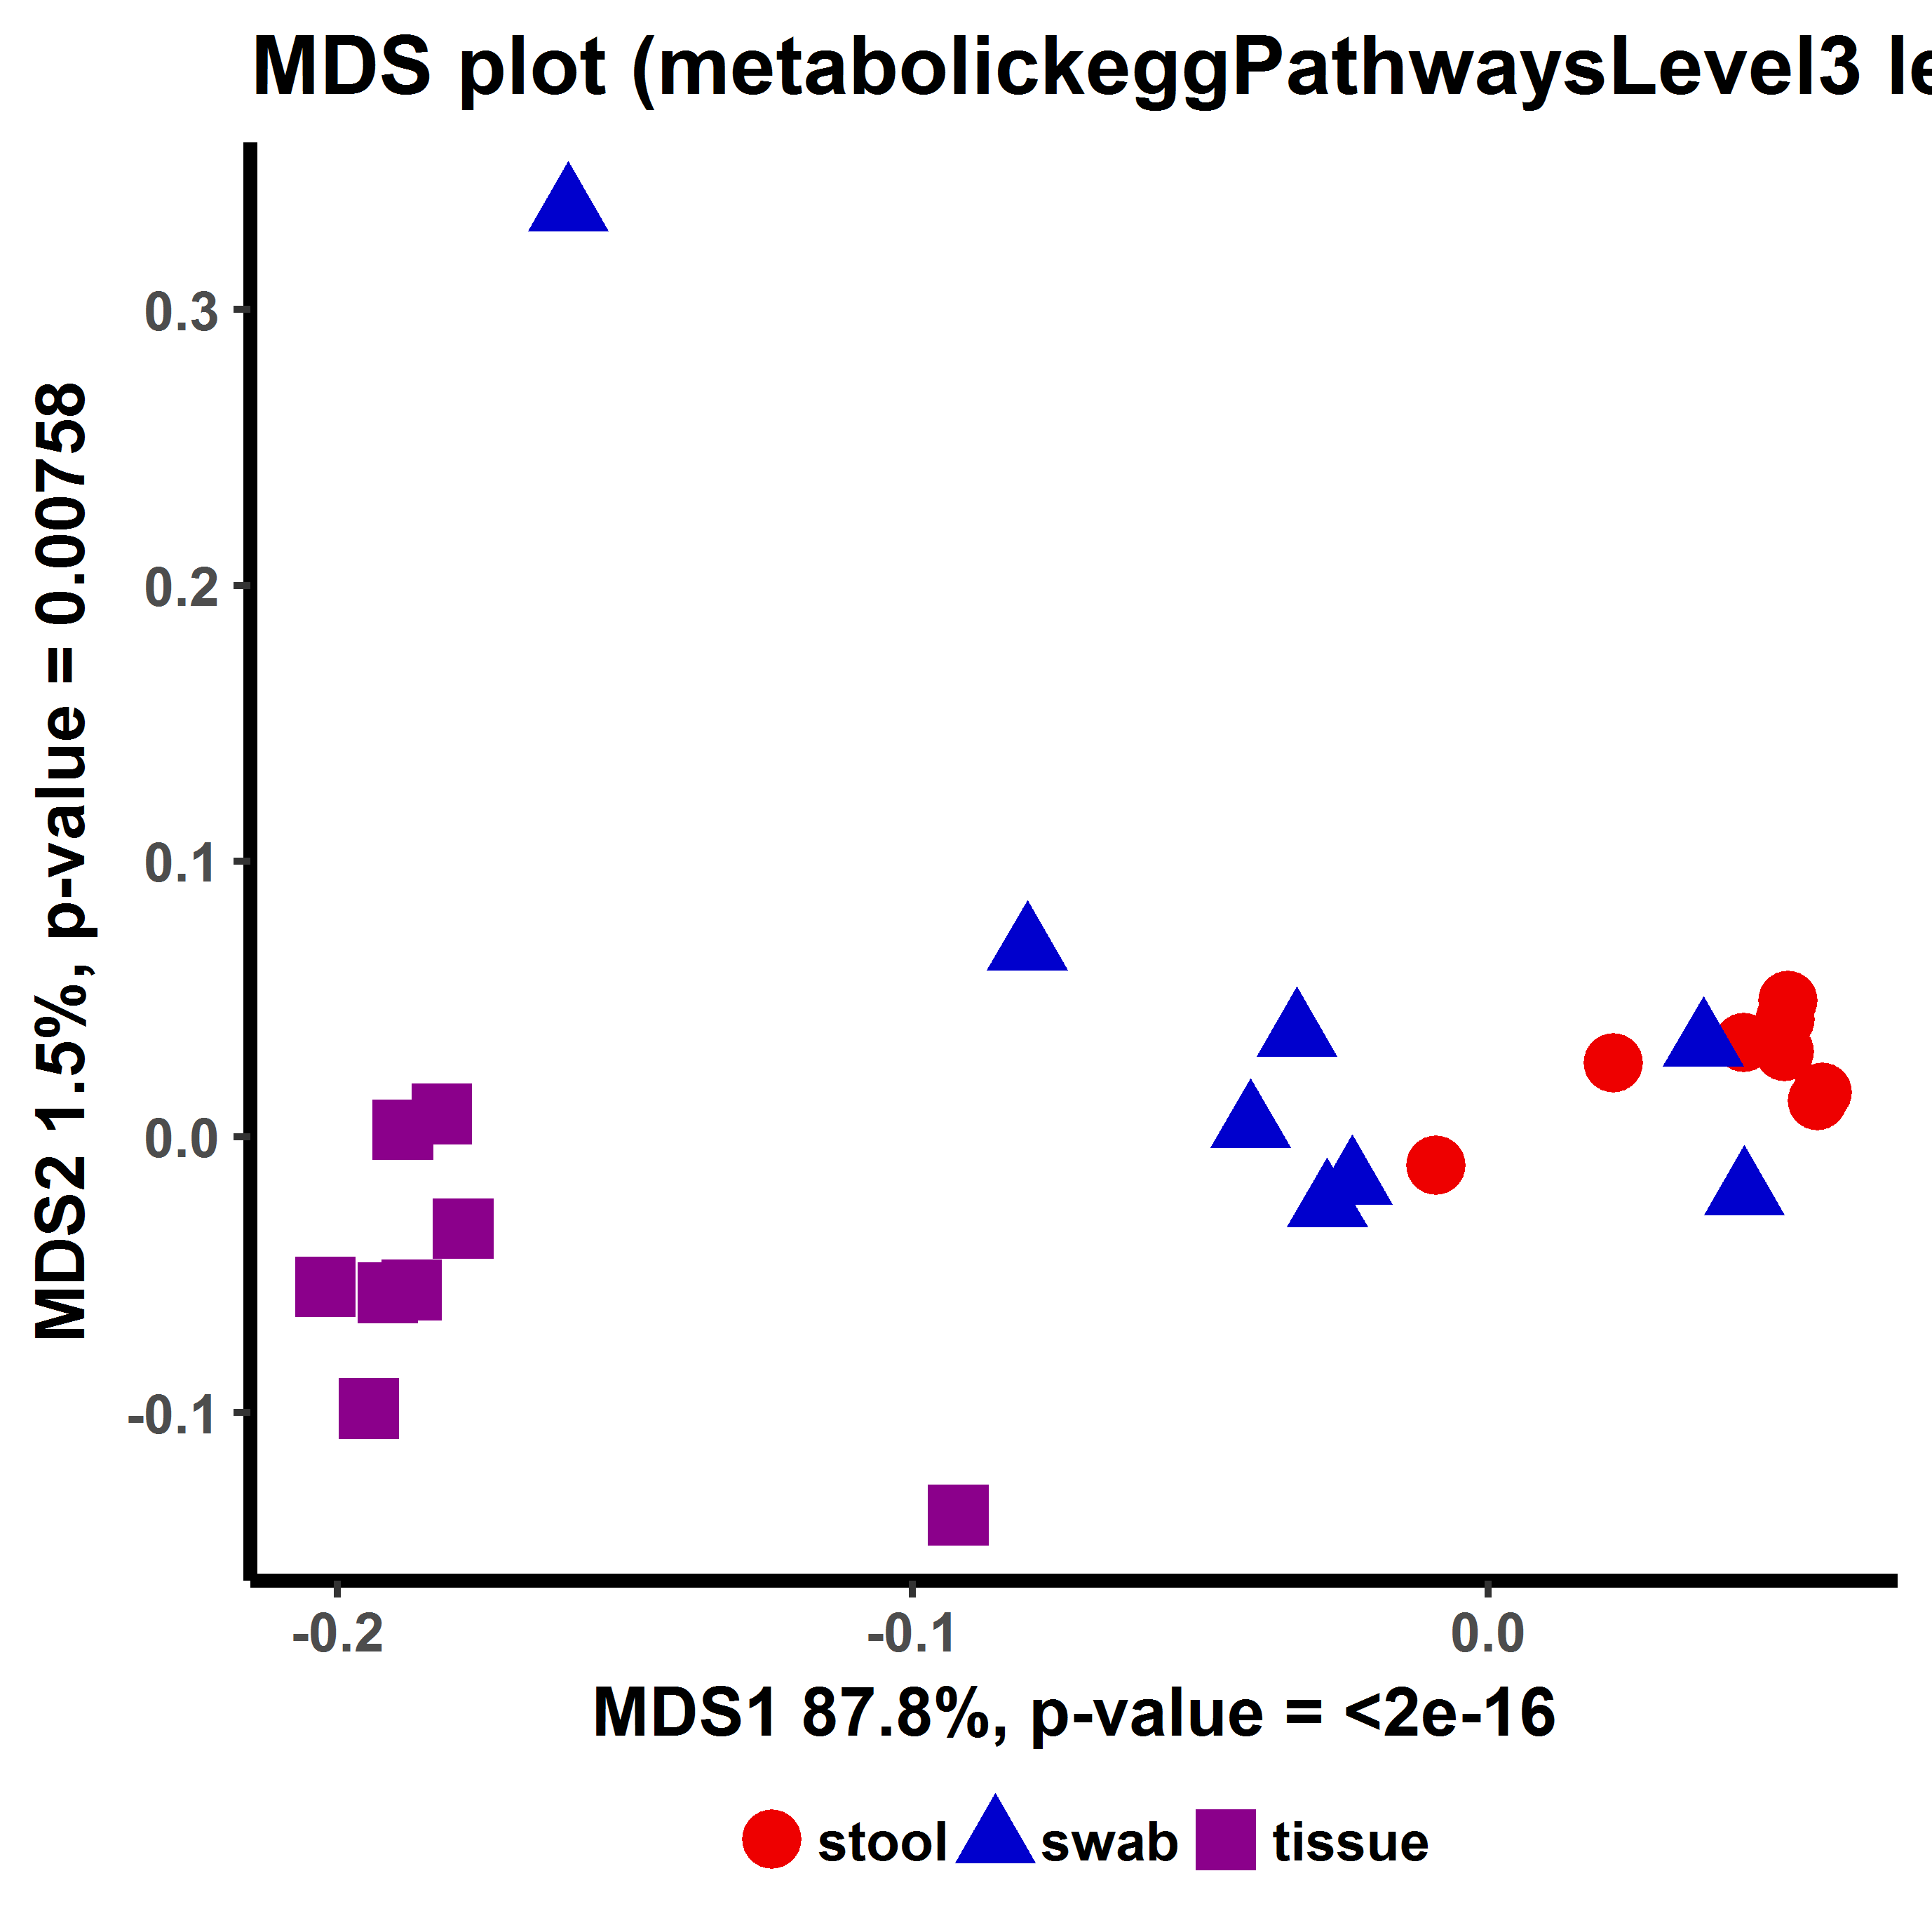 MDS plot (metabolickeggPathwaysLevel3 le
MDS2 1.5%, p-value = 0.00758
0.3
0.2
0.1
0.0
-0.1
-0.2 -0.1 0.0
MDS1 87.8%, p-value = <2e-16
stool swab tissue